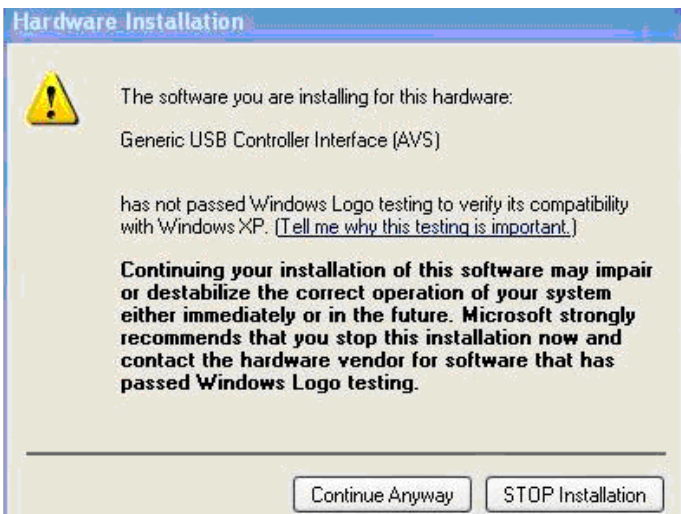 Hardware Installation
The software you are installing for this hardware:
Generic USB Controller Interface (AVS)
has not passed Windows Logo testing to verify its compatibility
with Windows XP. (Tell me why this testing is important.)
Continuing your installation of this software may impair
or destabilize the correct operation of your system
either immediately or in the future. Microsoft strongly
recommends that you stop this installation now and
contact the hardware vendor for software that has
passed Windows Logo testing.
Continue Anyway
STOP Installation